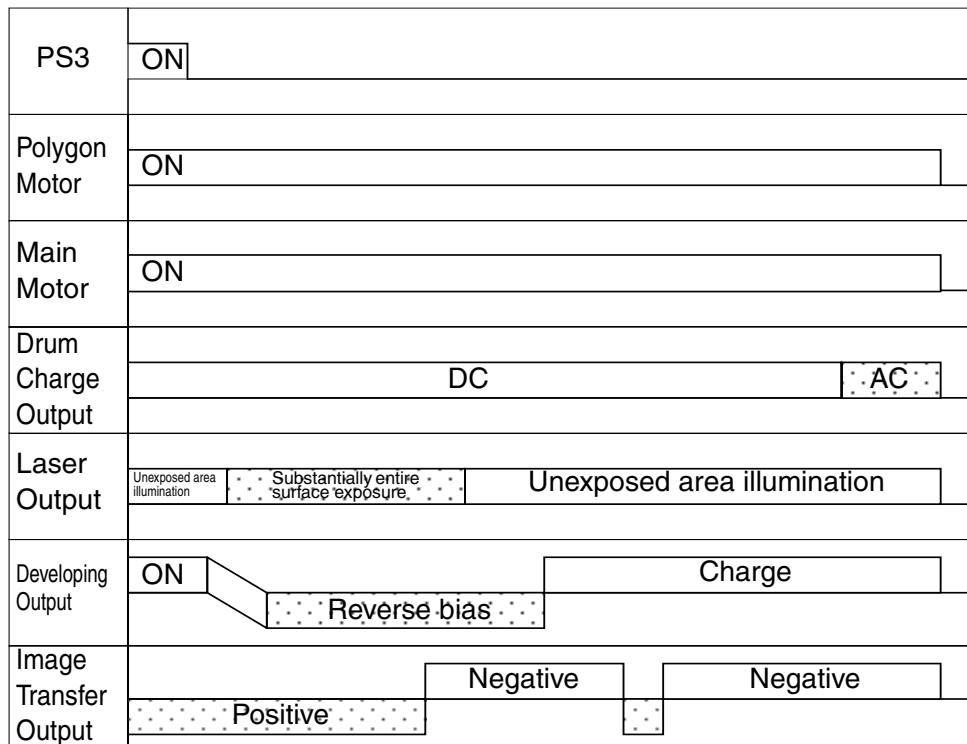 PS3
ON
Polygon
Motor
ON
Main
Motor
ON
Drum
Charge
Output
DC
AC
Laser
Output
Unexposed area
illumination
Substantially entire
surface exposure
Unexposed area illumination
Developing
Output
ON
Reverse bias
Charge
Image
Transfer
Output
Positive
Negative
Negative